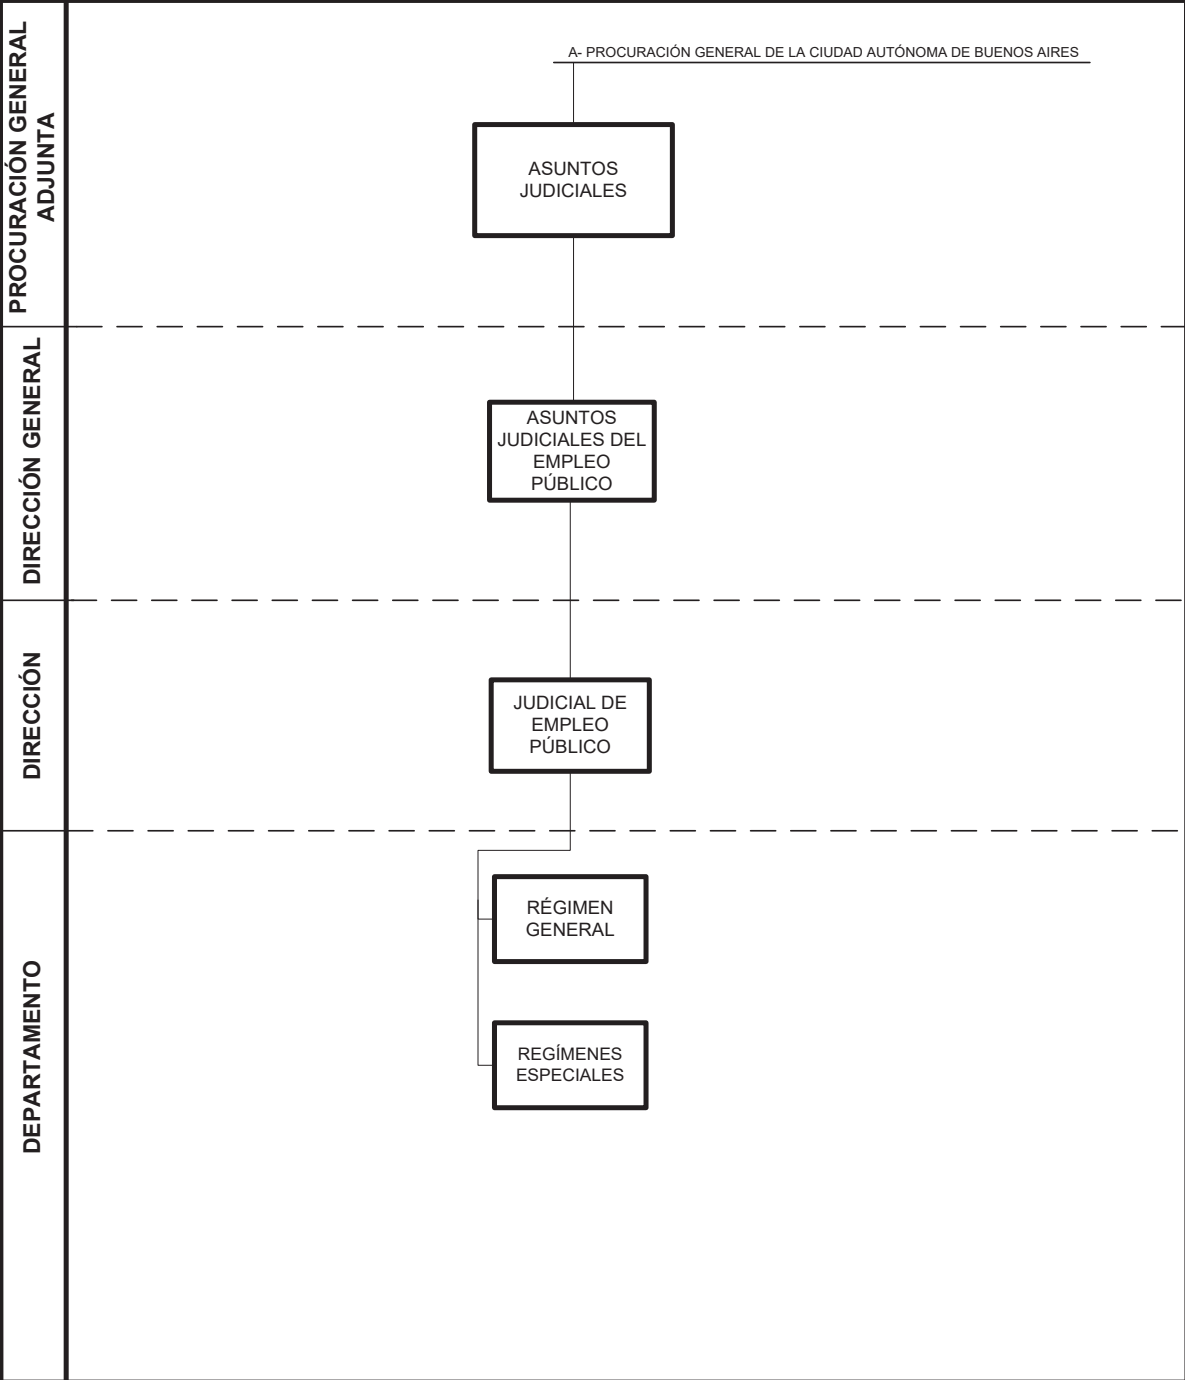 A- PROCURACIÓN GENERAL DE LA CIUDAD AUTÓNOMA DE BUENOS AIRES
PROCURACIÓN GENERAL
ADJUNTA
ASUNTOS
JUDICIALES
DIRECCIÓN GENERAL
ASUNTOS
JUDICIALES DEL
EMPLEO
PÚBLICO
DIRECCIÓN
JUDICIAL DE
EMPLEO
PÚBLICO
DEPARTAMENTO
RÉGIMEN
GENERAL
REGÍMENES
ESPECIALES